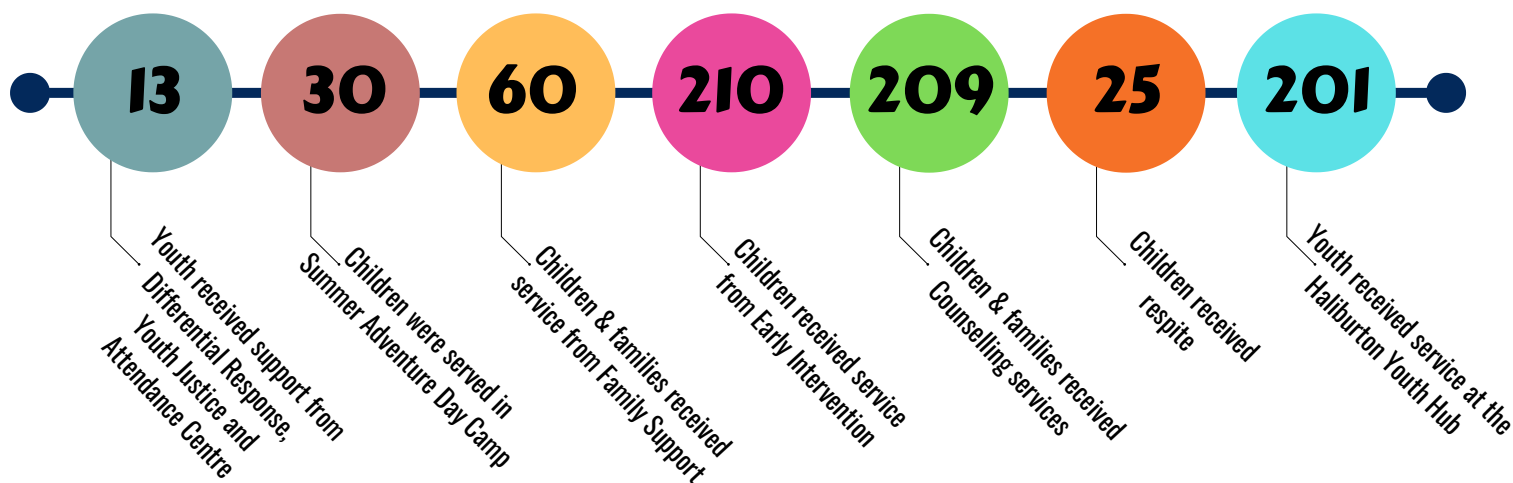 13
Youth received support from
Differential Response,
Youth Justice and
Attendance Centre
30
Children were served in
Summer Adventure Day Camp
60
Children & families received
service from Family Support
210
Children received service
from Early Intervention
209
Children & families received
Counselling services
25
Children received
respite
201
Youth received service at the
Haliburton Youth Hub